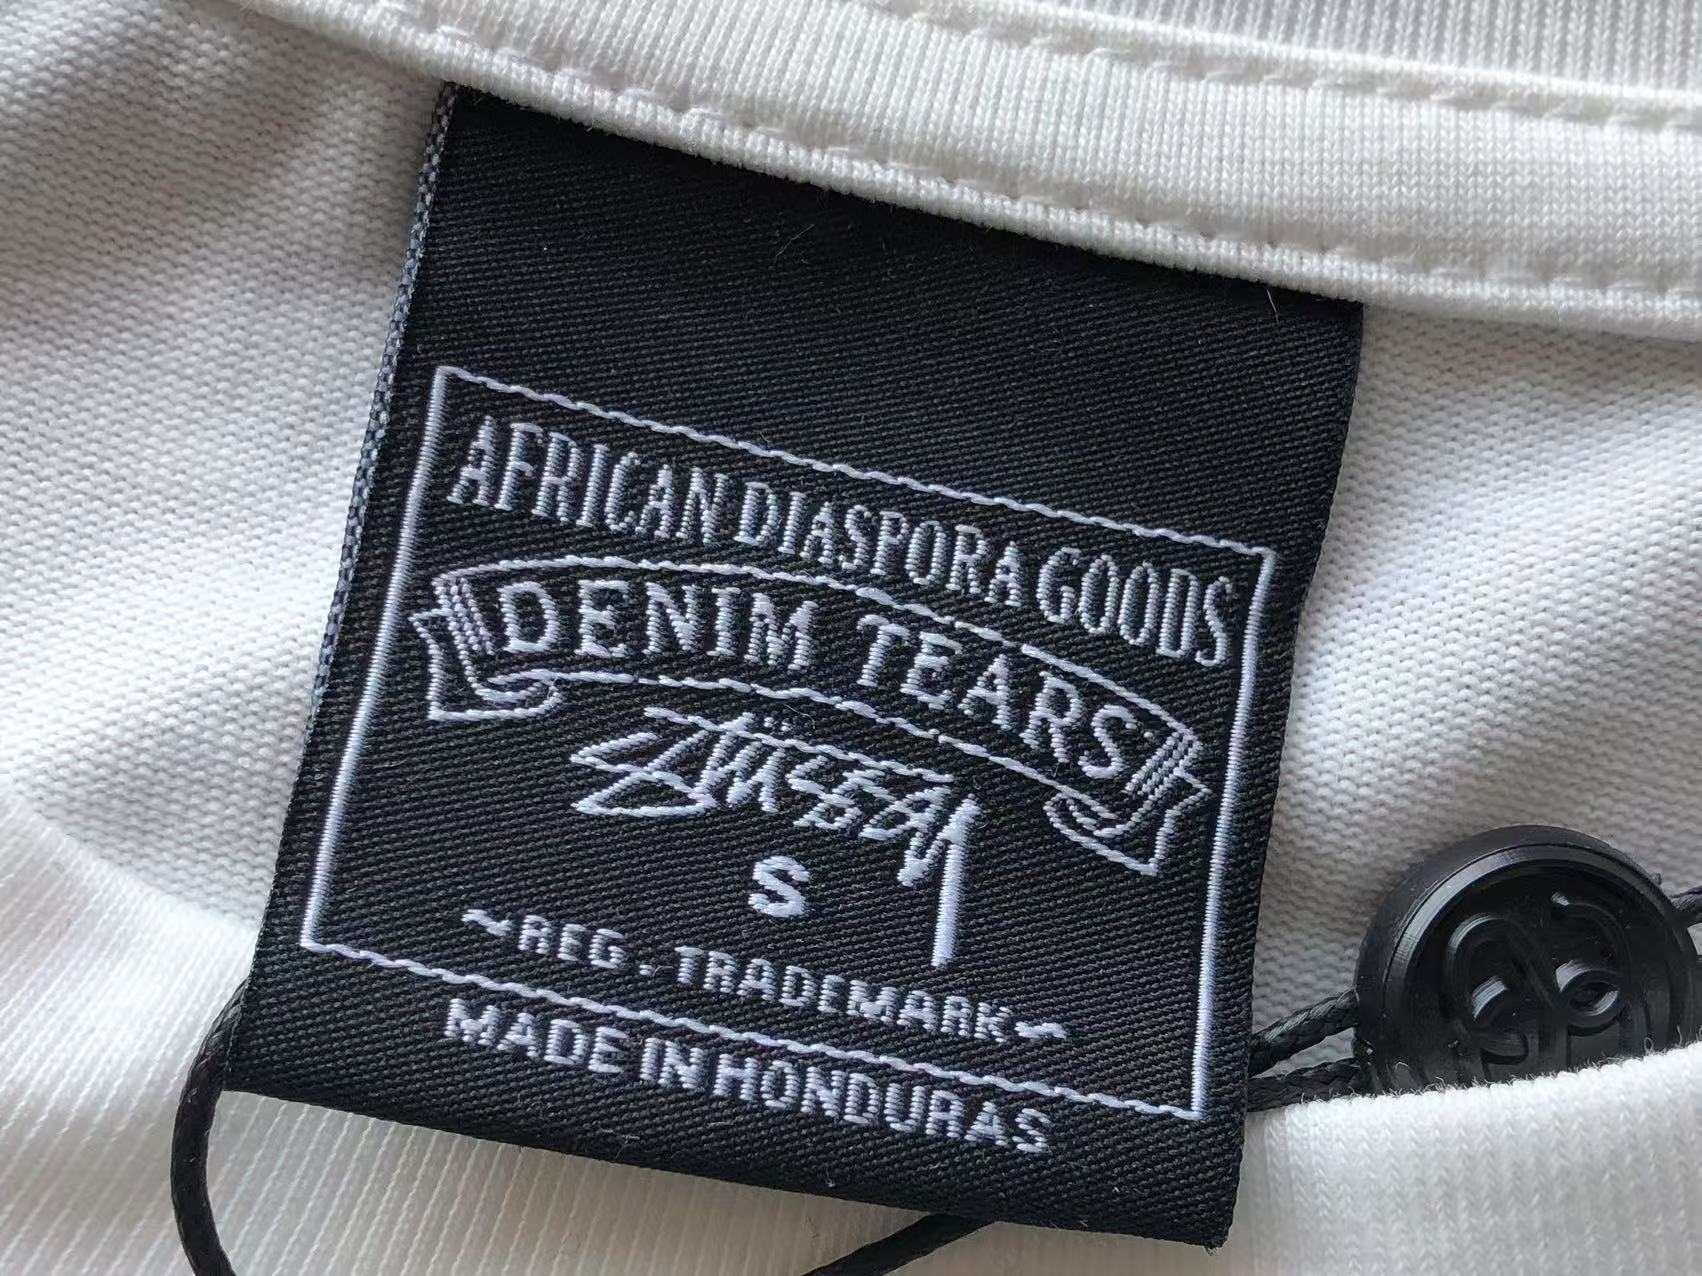 AFRICAN DIASPORA GOODS
DENIM TEARS
Stüssy
S
~REG. TRADEMARK~
MADE IN HONDURAS